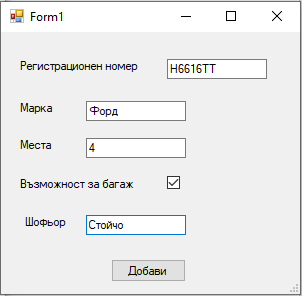 Form1
Регистрационен номер H6616TT
Марка Форд
Места 4
Възможност за багаж
Шофьор Стойчо
Добави